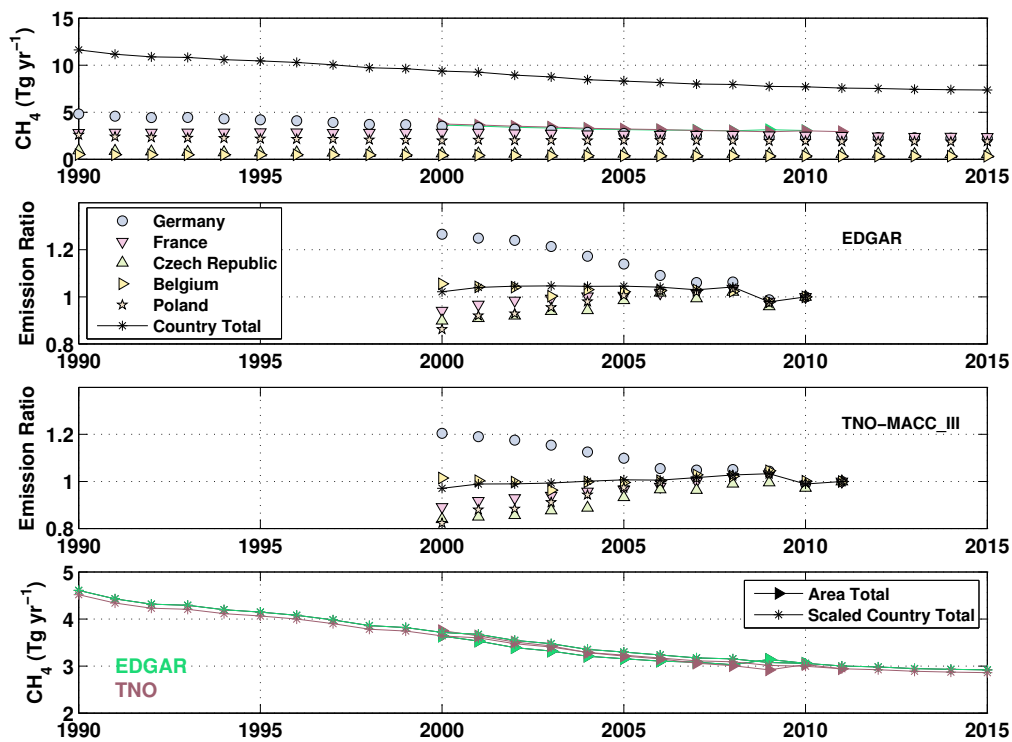 15
10
5
0
CH₄ (Tg yr⁻¹)
1990 1995 2000 2005 2010 2015
1.2
1
0.8
Emission Ratio
Germany
France
Czech Republic
Belgium
Poland
Country Total
EDGAR
1990 1995 2000 2005 2010 2015
1.2
1
0.8
Emission Ratio
TNO−MACC_III
1990 1995 2000 2005 2010 2015
5
4
3
2
CH₄ (Tg yr⁻¹)
Area Total
Scaled Country Total
EDGAR
TNO
1990 1995 2000 2005 2010 2015